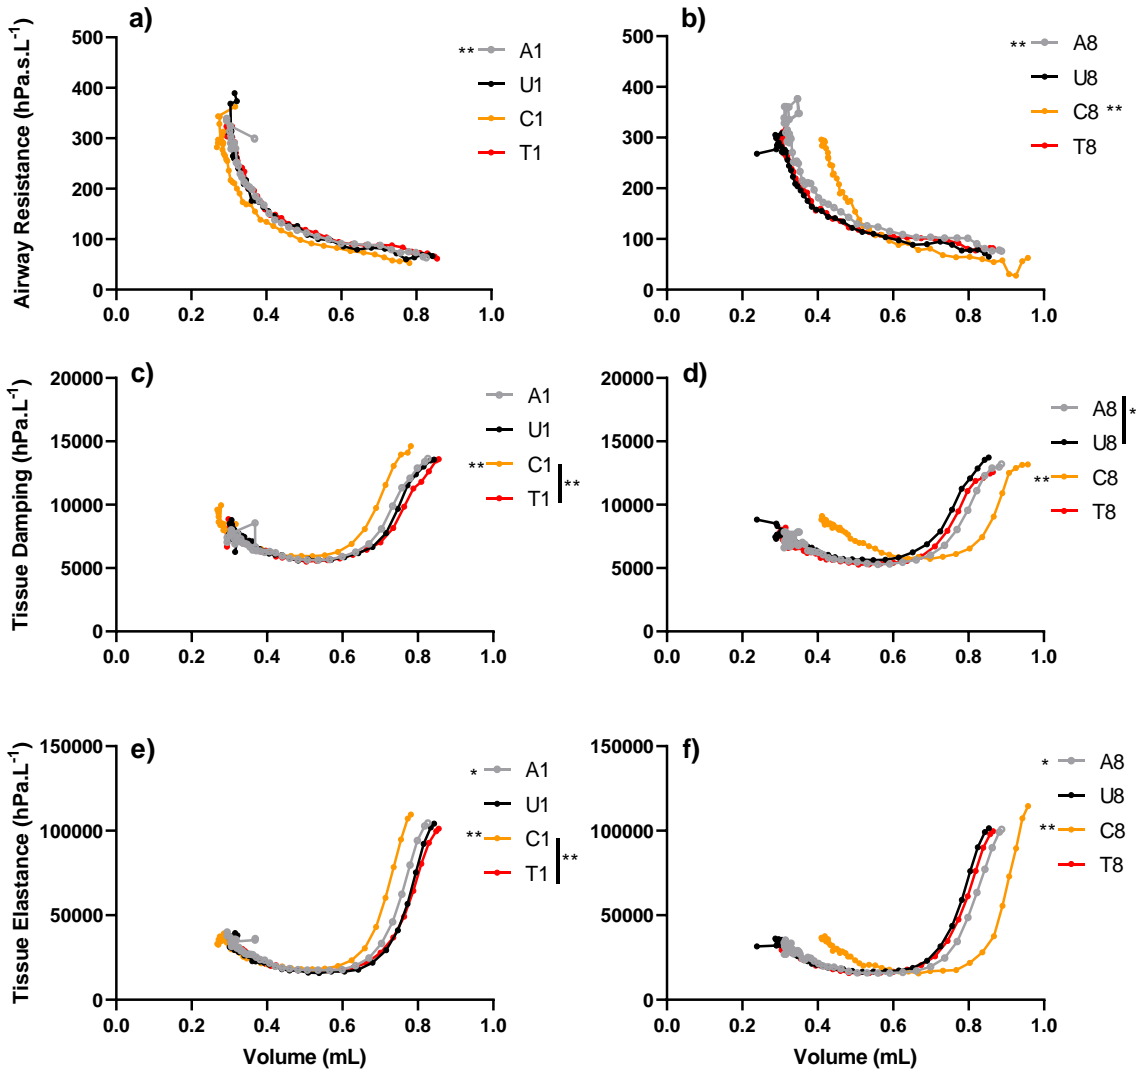 a)
Airway Resistance (hPa.s.L⁻¹)
500
400
300
200
100
0
0.0 0.2 0.4 0.6 0.8 1.0
** A1
U1
C1
T1
b)
500
400
300
200
100
0
0.0 0.2 0.4 0.6 0.8 1.0
** A8
U8
C8 **
T8
c)
Tissue Damping (hPa.L⁻¹)
20000
15000
10000
5000
0
0.0 0.2 0.4 0.6 0.8 1.0
A1
U1
** C1
T1
**
d)
20000
15000
10000
5000
0
0.0 0.2 0.4 0.6 0.8 1.0
A8
*
U8
** C8
T8
e)
Tissue Elastance (hPa.L⁻¹)
150000
100000
50000
0
0.0 0.2 0.4 0.6 0.8 1.0
Volume (mL)
* A1
U1
** C1
**
T1
f)
150000
100000
50000
0
0.0 0.2 0.4 0.6 0.8 1.0
Volume (mL)
* A8
U8
** C8
T8